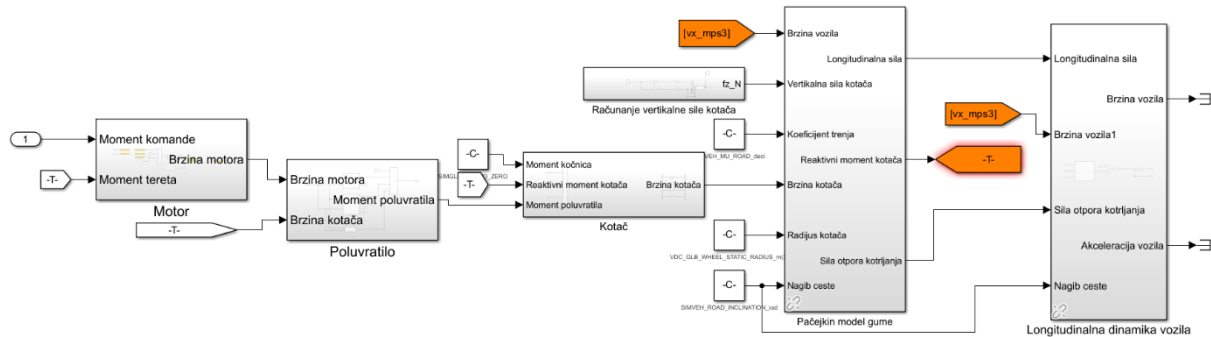 1
Moment komande
Moment tereta
Brzina motora
-T-
Motor
-T-
Brzina motora
Brzina kotača
Moment poluvratila
Poluvratilo
-C-
-T-
Moment kočnica
Reaktivni moment kotača
Moment poluvratila
Brzina kotača
Kotač
[vx_mps3]
fz_N
Računanje vertikalne sile kotača
-C-
-C-
VDC_GLB_WHEEL_STATIC_RADIUS_m
-C-
SIMVEH_ROAD_INCLINATION_rad
Brzina vozila
Vertikalna sila kotača
Koeficijent trenja
Brzina kotača
Radijus kotača
Nagib ceste
Longitudinalna sila
Reaktivni moment kotača
Sila otpora kotrljanja
Pačejkin model gume
[vx_mps3]
-T-
Longitudinalna sila
Brzina vozila1
Sila otpora kotrljanja
Nagib ceste
Brzina vozila
Akceleracija vozila
Longitudinalna dinamika vozila